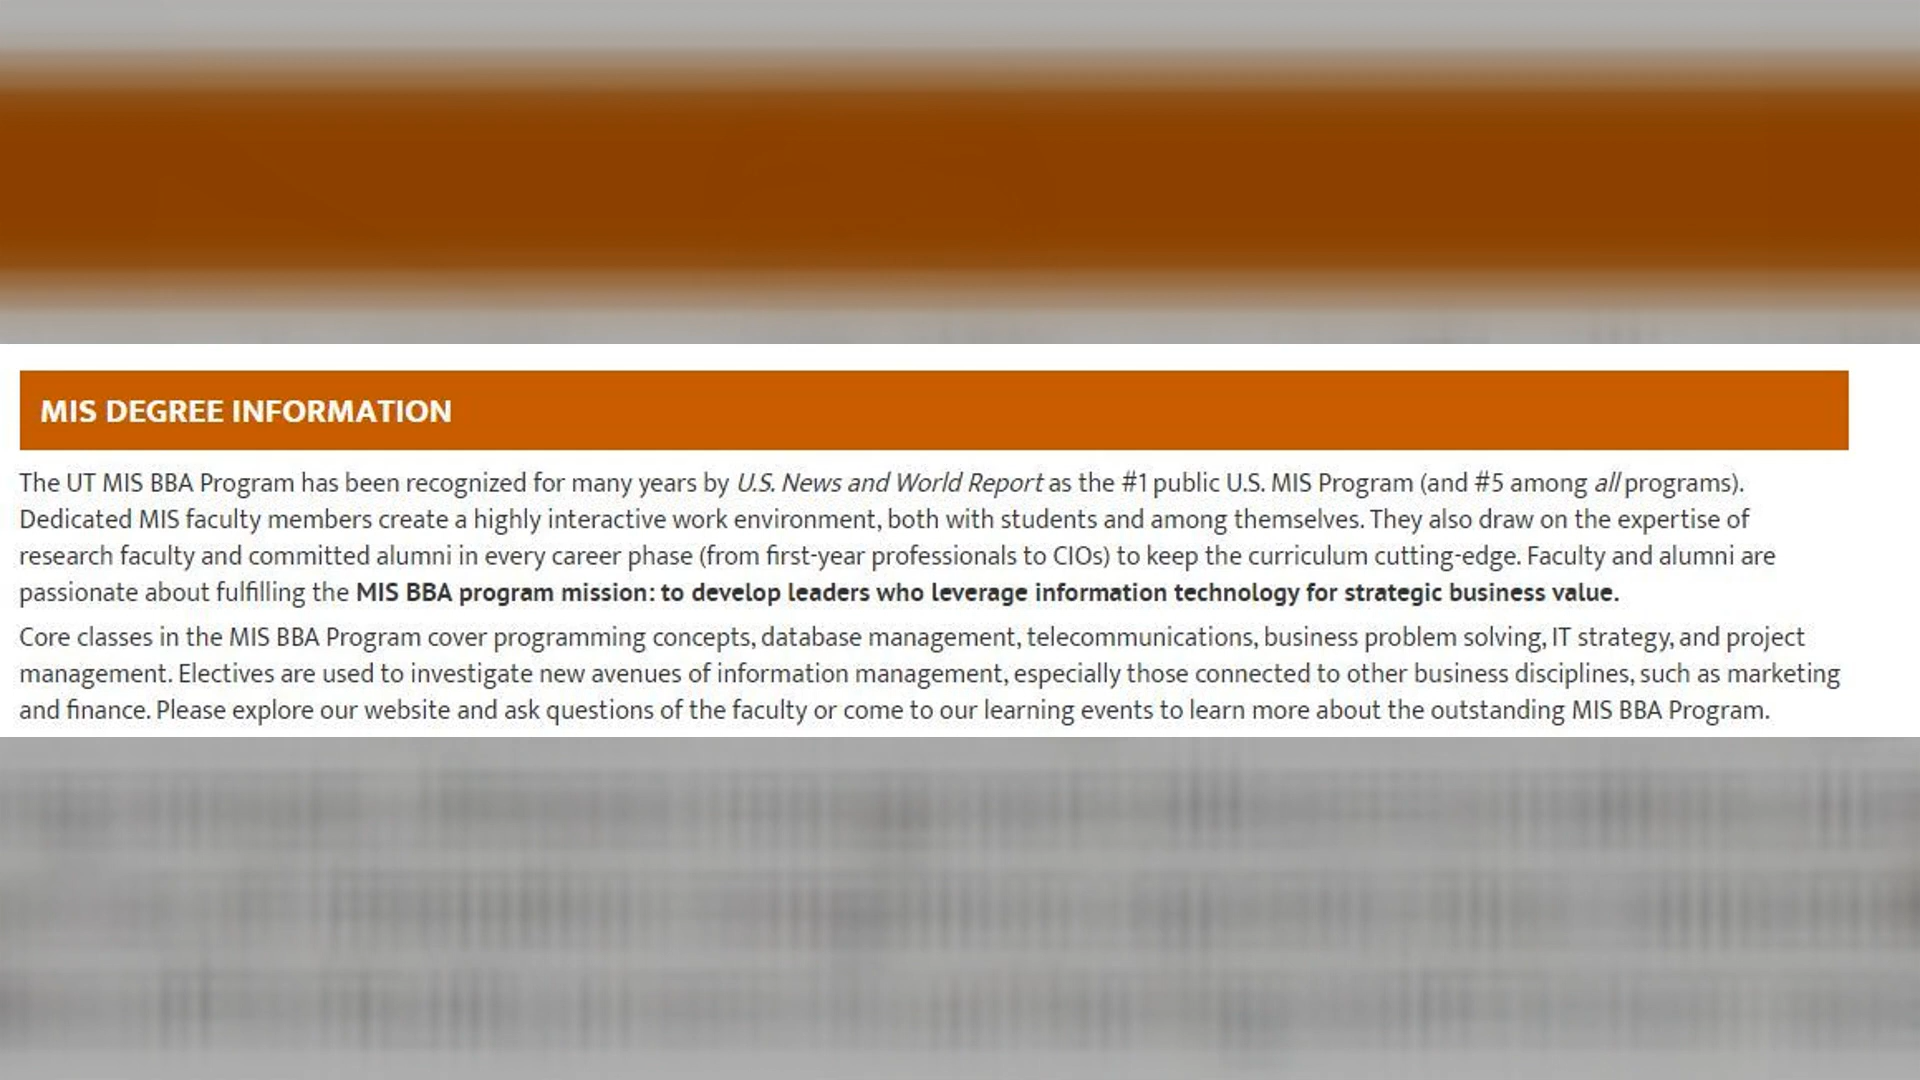 MIS DEGREE INFORMATION
The UT MIS BBA Program has been recognized for many years by U.S. News and World Report as the #1 public U.S. MIS Program (and #5 among all programs).
Dedicated MIS faculty members create a highly interactive work environment, both with students and among themselves. They also draw on the expertise of
research faculty and committed alumni in every career phase (from first-year professionals to CIOs) to keep the curriculum cutting-edge. Faculty and alumni are
passionate about fulfilling the MIS BBA program mission: to develop leaders who leverage information technology for strategic business value.
Core classes in the MIS BBA Program cover programming concepts, database management, telecommunications, business problem solving, IT strategy, and project
management. Electives are used to investigate new avenues of information management, especially those connected to other business disciplines, such as marketing
and finance. Please explore our website and ask questions of the faculty or come to our learning events to learn more about the outstanding MIS BBA Program.